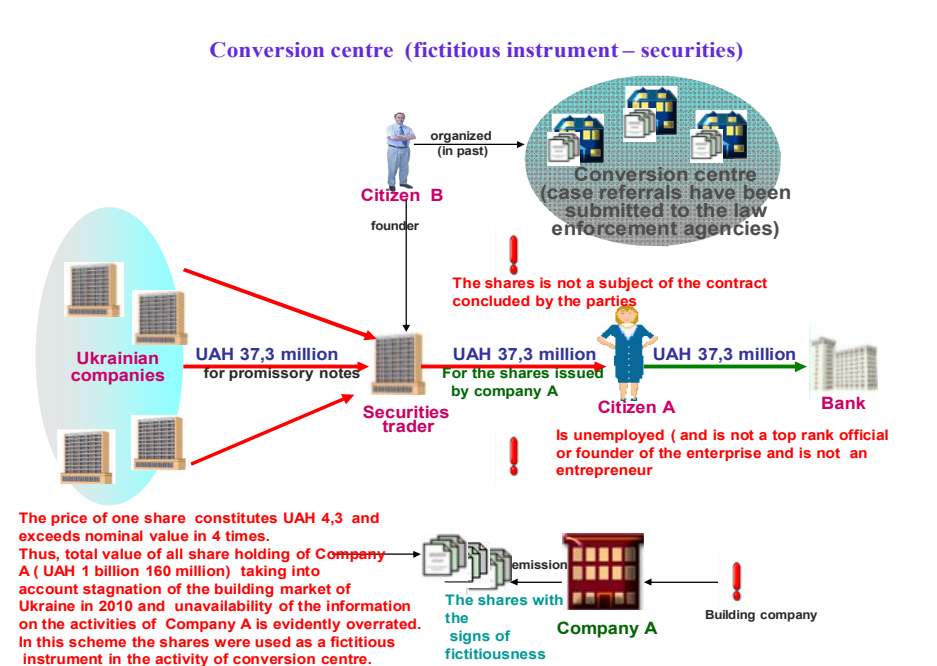 Conversion centre  (fictitious instrument – securities)
organized
(in past)
Citizen  B
founder
Conversion centre
(case referrals have been
submitted to the law
enforcement agencies)
The shares is not a subject of the contract
concluded by the parties
Ukrainian
companies
UAH 37,3 million
for promissory notes
Securities
trader
UAH 37,3 million
For the shares issued
by company A
Citizen A
UAH 37,3 million
Bank
Is unemployed ( and is not a top rank official
or founder of the enterprise and is not  an
entrepreneur
The price of one share  constitutes UAH 4,3  and
exceeds nominal value in 4 times.
Thus, total value of all share holding of Company
A ( UAH 1 billion 160 million)  taking into
account stagnation of the building market of
Ukraine in 2010 and  unavailability of the information
on the activities of  Company A is evidently overrated.
In this scheme the shares were used as a fictitious
instrument in the activity of conversion centre.
emission
The shares with
the
signs of
fictitiousness
Company A
Building company